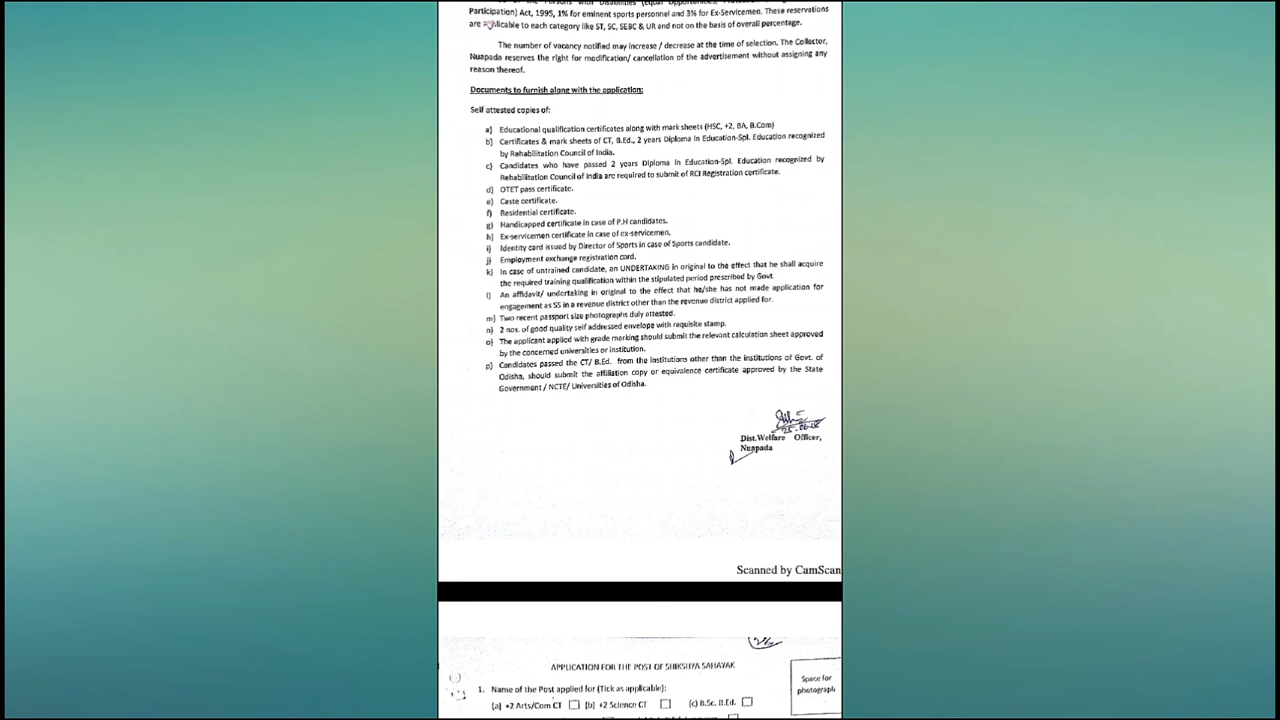 Participation) Act, 1995, 1% for eminent sports personnel and 3% for Ex-Servicemen. These reservations
are applicable to each category like ST, SC, SEBC & UR and not on the basis of overall percentage.
The number of vacancy notified may increase / decrease at the time of selection. The Collector,
Nuapada reserves the right for modification/ cancellation of the advertisement without assigning any
reason thereof.
Documents to furnish along with the application:
Self attested copies of:
a) Educational qualification certificates along with mark sheets (HSC, +2, BA, B.Com)
b) Certificates & mark sheets of CT, B.Ed., 2 years Diploma in Education-Spl. Education recognized
by Rehabilitation Council of India.
c) Candidates who have passed 2 years Diploma in Education-Spl. Education recognized by
Rehabilitation Council of India are required to submit of RCI Registration certificate.
d) OTET pass certificate.
e) Caste certificate.
f) Residential certificate.
g) Handicapped certificate in case of P.H candidates.
h) Ex-servicemen certificate in case of ex-servicemen.
i) Identity card issued by Director of Sports in case of Sports candidate.
j) Employment exchange registration card.
k) In case of untrained candidate, an UNDERTAKING in original to the effect that he shall acquire
the required training qualification within the stipulated period prescribed by Govt.
l) An affidavit/ undertaking in original to the effect that he/she has not made application for
engagement as SS in a revenue district other than the revenue district applied for.
m) Two recent passport size photographs duly attested.
n) 2 nos. of good quality self addressed envelope with requisite stamp.
o) The applicant applied with grade marking should submit the relevant calculation sheet approved
by the concerned universities or institution.
p) Candidates passed the CT/ B.Ed. from the institutions other than the institutions of Govt. of
Odisha, should submit the affiliation copy or equivalence certificate approved by the State
Government / NCTE/ Universities of Odisha.
Dist.Welfare Officer,
Nuapada
Scanned by CamScan
APPLICATION FOR THE POST OF SHIKSHYA SAHAYAK
Space for
photograph
1. Name of the Post applied for (Tick as applicable):
(a) +2 Arts/Com CT (b) +2 Science CT (c) B.Sc. B.Ed.